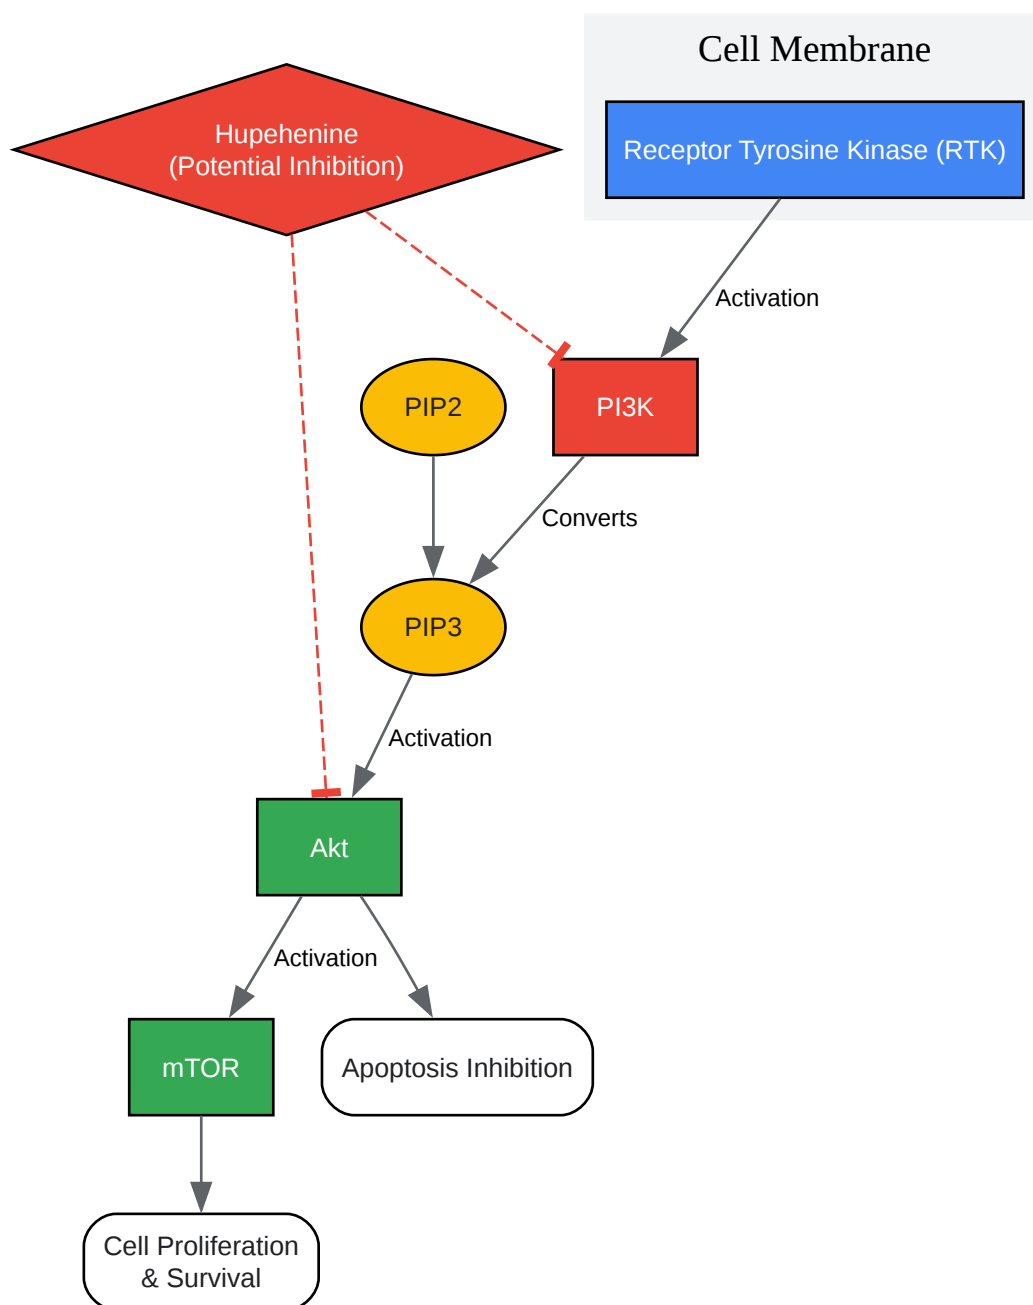 Cell Membrane
Hupehenine
(Potential Inhibition)
Receptor Tyrosine Kinase (RTK)
Activation
PIP2
PI3K
Converts
PIP3
Activation
Akt
Activation
mTOR
Apoptosis Inhibition
Cell Proliferation
& Survival